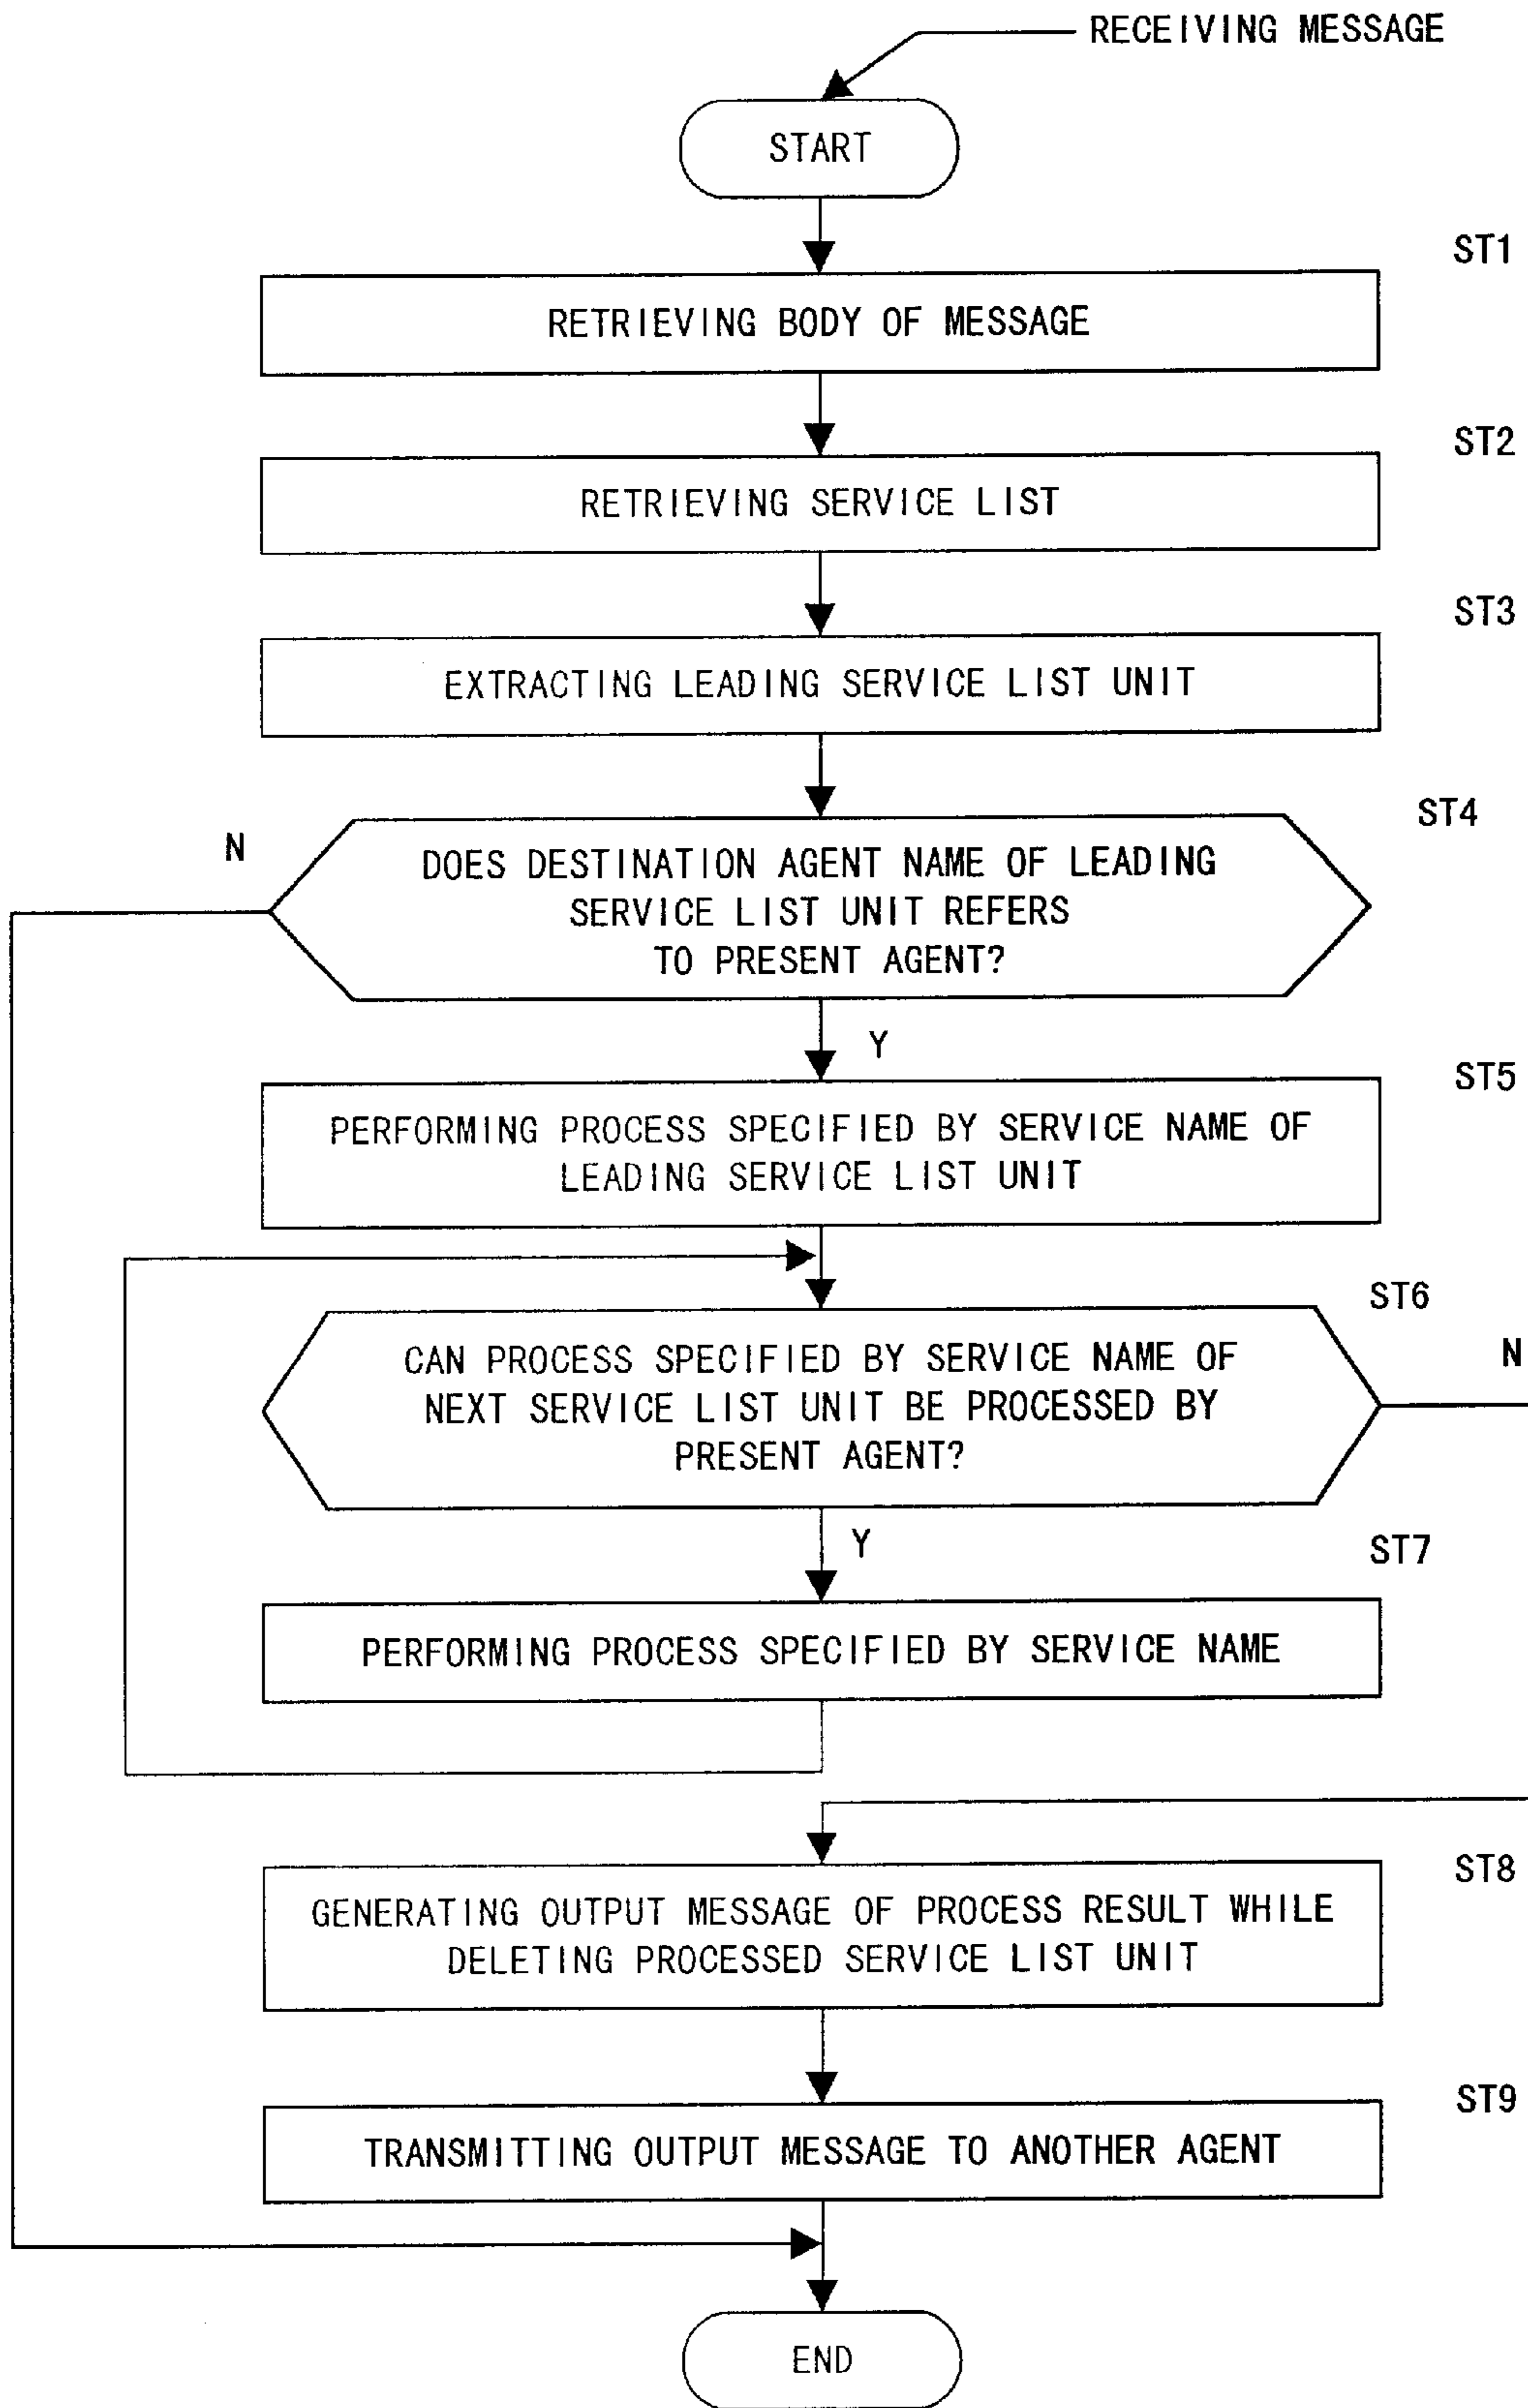 RECEIVING MESSAGE
START
ST1
RETRIEVING BODY OF MESSAGE
ST2
RETRIEVING SERVICE LIST
ST3
EXTRACTING LEADING SERVICE LIST UNIT
ST4
N
DOES DESTINATION AGENT NAME OF LEADING
SERVICE LIST UNIT REFERS
TO PRESENT AGENT?
Y
ST5
PERFORMING PROCESS SPECIFIED BY SERVICE NAME OF
LEADING SERVICE LIST UNIT
ST6
N
CAN PROCESS SPECIFIED BY SERVICE NAME OF
NEXT SERVICE LIST UNIT BE PROCESSED BY
PRESENT AGENT?
Y
ST7
PERFORMING PROCESS SPECIFIED BY SERVICE NAME
ST8
GENERATING OUTPUT MESSAGE OF PROCESS RESULT WHILE
DELETING PROCESSED SERVICE LIST UNIT
ST9
TRANSMITTING OUTPUT MESSAGE TO ANOTHER AGENT
END